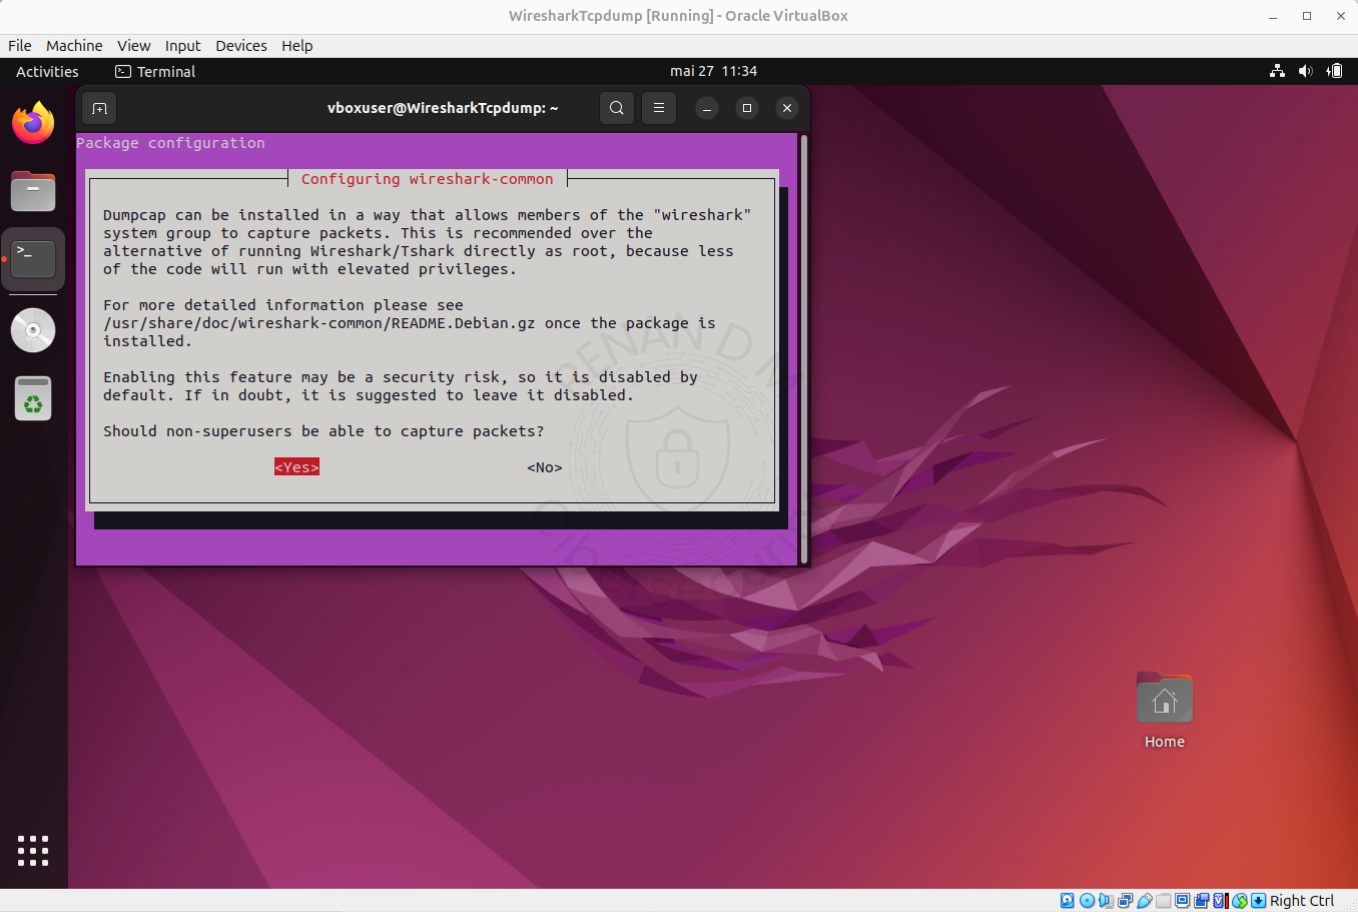 WiresharkTcpdump [Running] - Oracle VirtualBox
File Machine View Input Devices Help
Activities Terminal mai 27 11:34
vboxuser@WiresharkTcpdump: ~
Package configuration
Configuring wireshark-common
Dumpcap can be installed in a way that allows members of the "wireshark"
system group to capture packets. This is recommended over the
alternative of running Wireshark/Tshark directly as root, because less
of the code will run with elevated privileges.
For more detailed information please see
/usr/share/doc/wireshark-common/README.Debian.gz once the package is
installed.
Enabling this feature may be a security risk, so it is disabled by
default. If in doubt, it is suggested to leave it disabled.
Should non-superusers be able to capture packets?
<Yes> <No>
RENAN D
Home
Right Ctrl